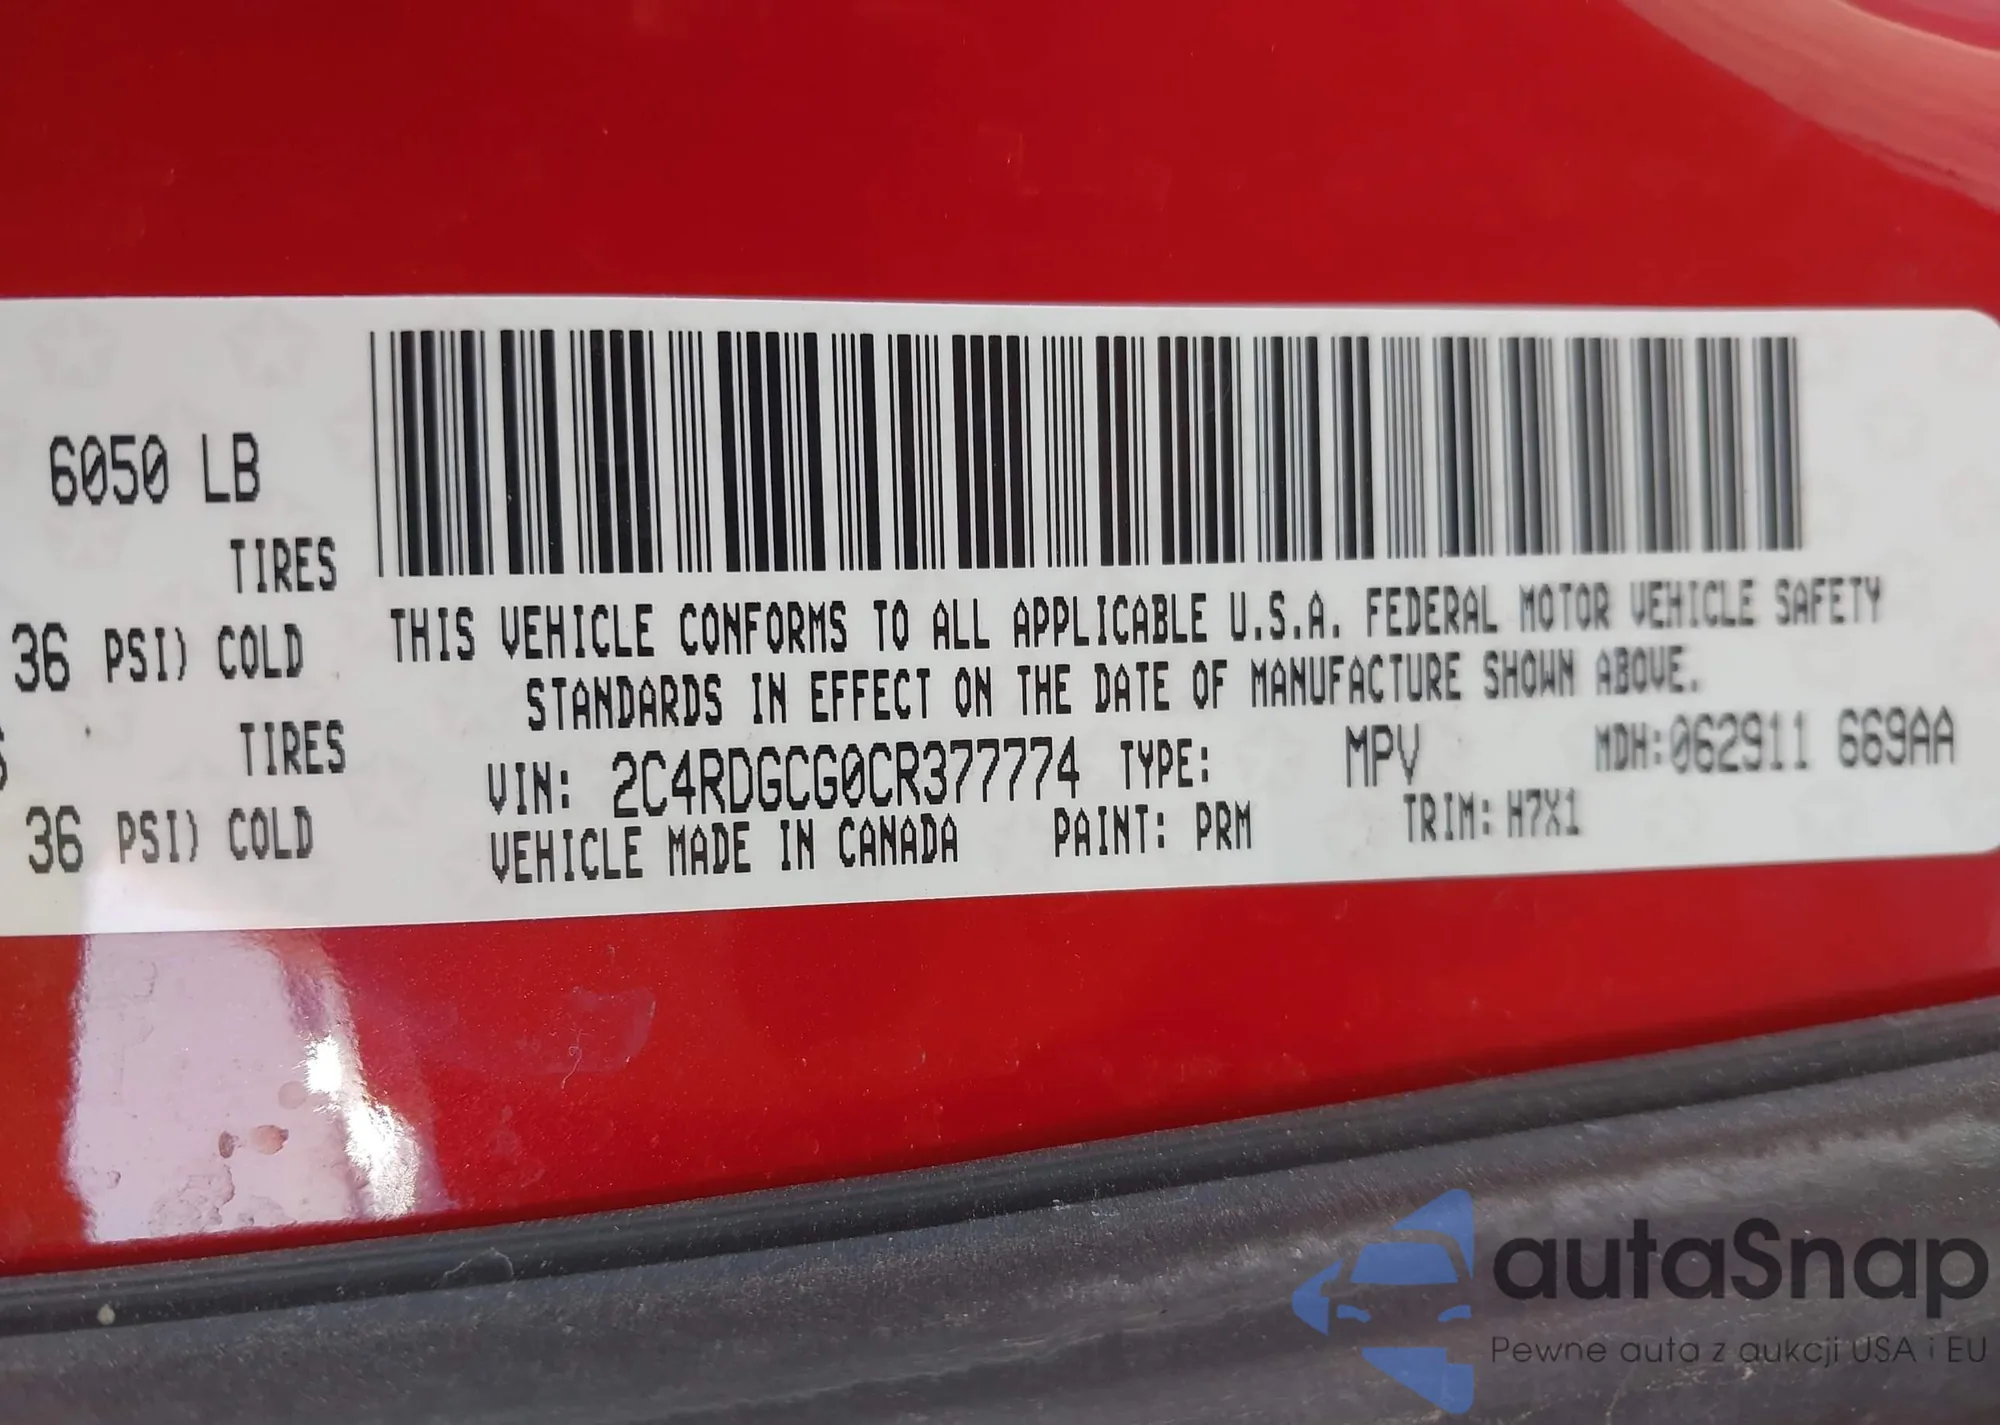 6050 LB
TIRES
36 PSI) COLD
TIRES
36 PSI) COLD
THIS VEHICLE CONFORMS TO ALL APPLICABLE U.S.A. FEDERAL MOTOR VEHICLE SAFETY
STANDARDS IN EFFECT ON THE DATE OF MANUFACTURE SHOWN ABOVE.
VIN: 2C4RDGCG0CR377774 TYPE: MPV MDH:062911 669AA
VEHICLE MADE IN CANADA PAINT: PRM TRIM: H7X1
autaSnap
Pewne auta z aukcji USA i EU